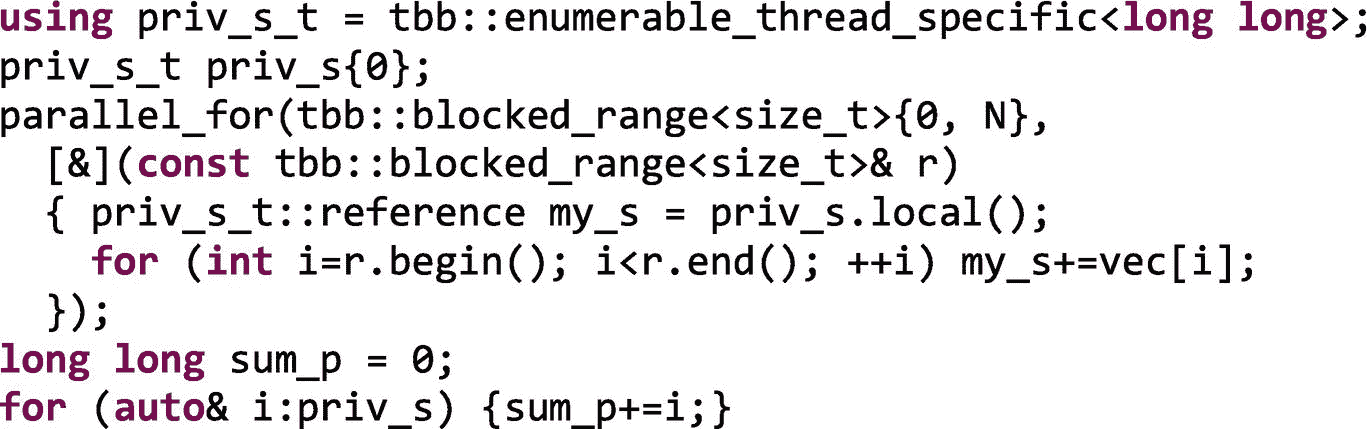 using priv_s_t = tbb::enumerable_thread_specific<long long>;
priv_s_t priv_s{0};
parallel_for(tbb::blocked_range<size_t>{0, N},
  [&](const tbb::blocked_range<size_t>& r)
  { priv_s_t::reference my_s = priv_s.local();
    for (int i=r.begin(); i<r.end(); ++i) my_s+=vec[i];
  });
long long sum_p = 0;
for (auto& i:priv_s) {sum_p+=i;}